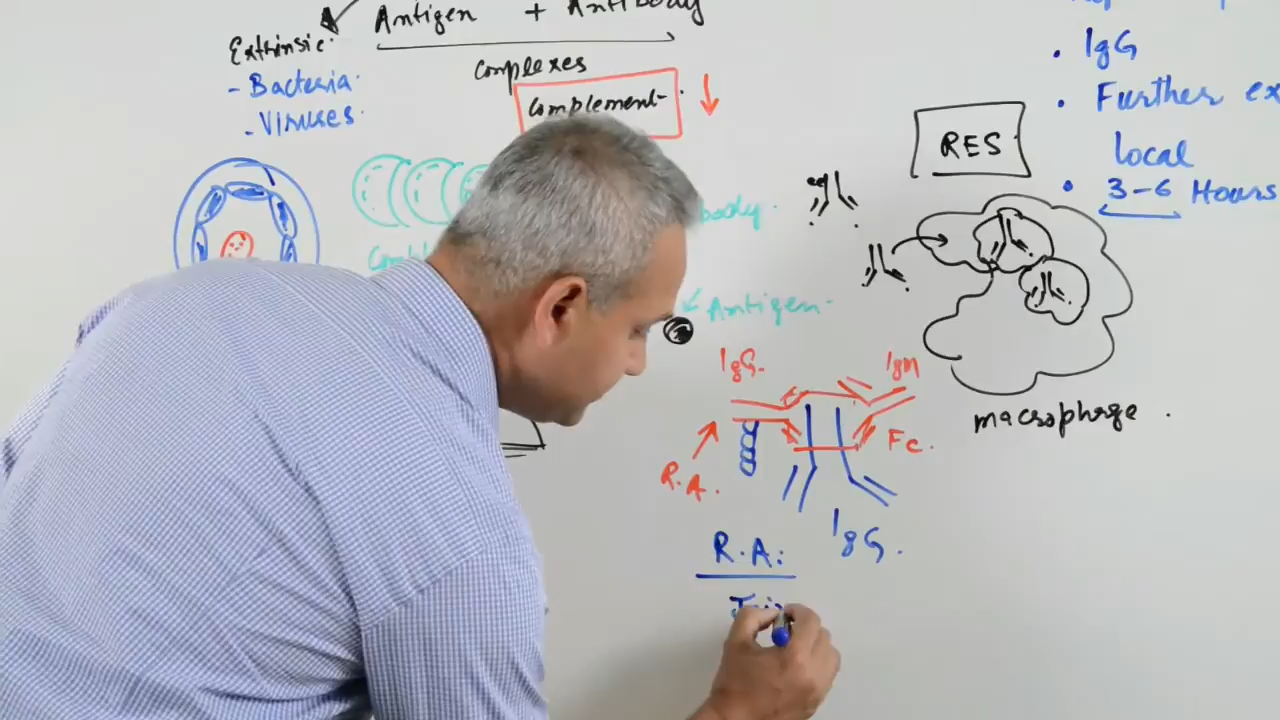 Antigen + Antibody
Complexes
Complement
Extrinsic
- Bacteria
- Viruses
body.
Antigen
RES
• IgG
• Further ex
local
• 3-6 Hours
macrophage
IgG.
IgM
Fc.
R.A.
IgG.
R.A: